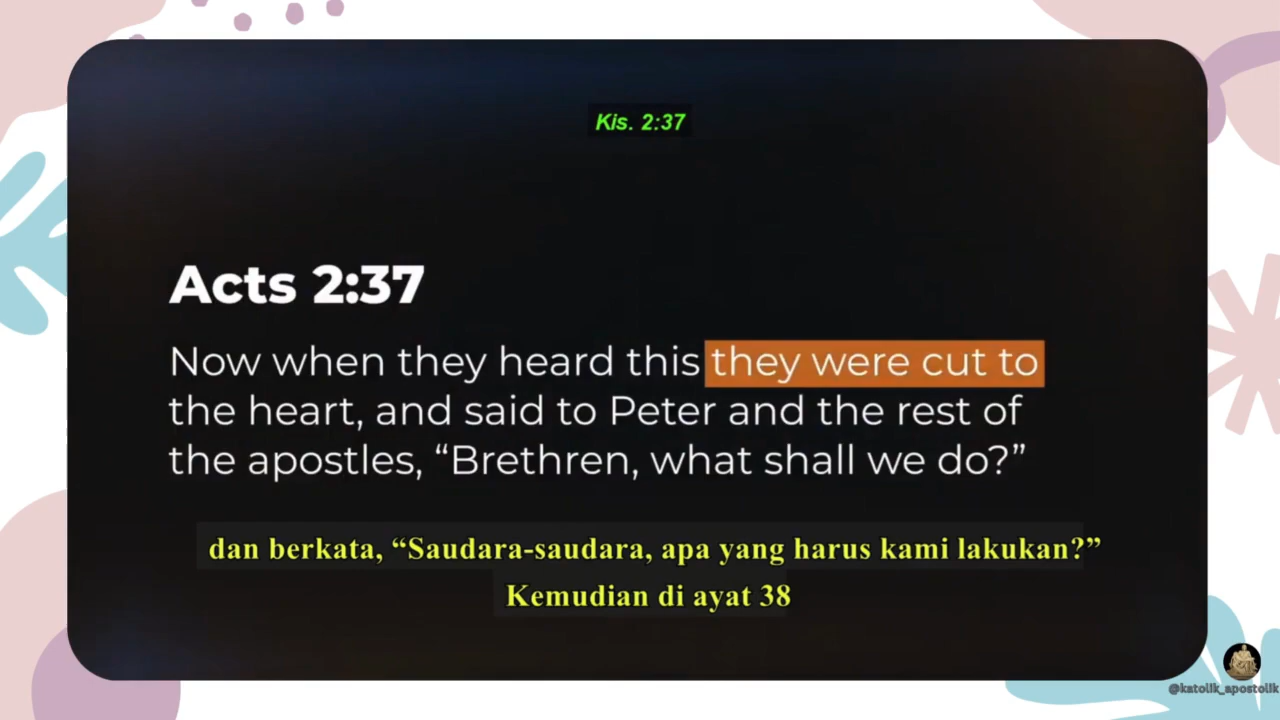 Kis. 2:37
Acts 2:37
Now when they heard this they were cut to
the heart, and said to Peter and the rest of
the apostles, “Brethren, what shall we do?”
dan berkata, “Saudara-saudara, apa yang harus kami lakukan?”
Kemudian di ayat 38
@katolik_apostolik